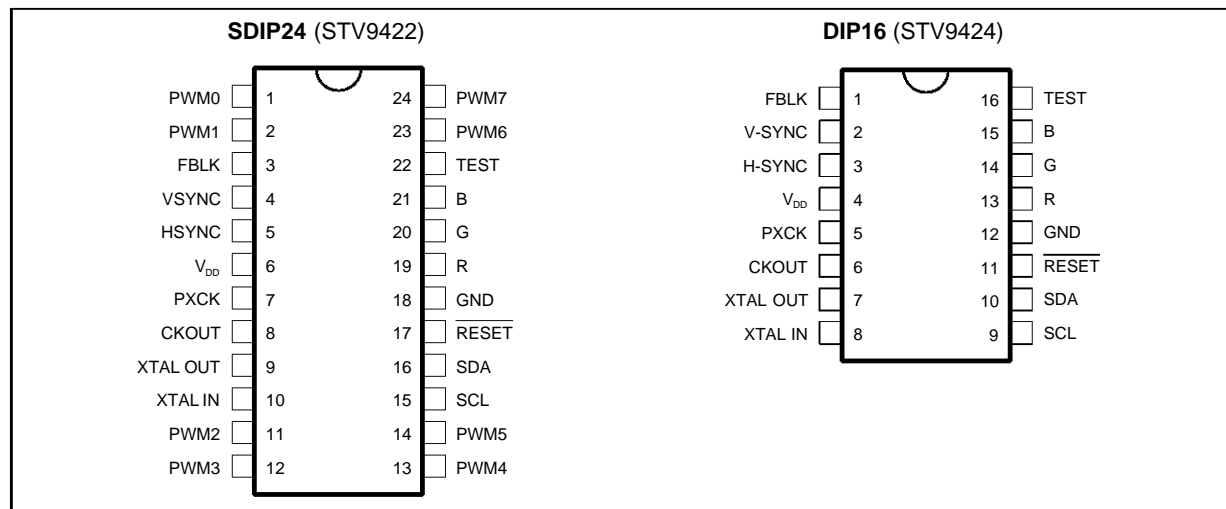 SDIP24 (STV9422)
PWM0 1 24 PWM7
PWM1 2 23 PWM6
FBLK 3 22 TEST
VSYNC 4 21 B
HSYNC 5 20 G
VDD 6 19 R
PXCK 7 18 GND
CKOUT 8 17 RESET
XTAL OUT 9 16 SDA
XTAL IN 10 15 SCL
PWM2 11 14 PWM5
PWM3 12 13 PWM4
DIP16 (STV9424)
FBLK 1 16 TEST
V-SYNC 2 15 B
H-SYNC 3 14 G
VDD 4 13 R
PXCK 5 12 GND
CKOUT 6 11 RESET
XTAL OUT 7 10 SDA
XTAL IN 8 9 SCL